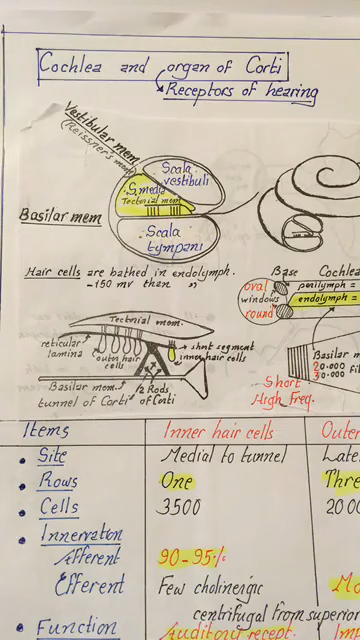 Cochlea and organ of Corti
Receptors of hearing
Vestibular mem
(Reissner's mem)
Scala
vestibuli
S. media
Tectorial mem
Basilar mem
Scala
tympani
Hair cells are bathed in endolymph.
-150 mv than
Base Cochlea
oval
windows
round
perilymph =
endolymph =
Tectorial mem.
reticular
lamina
outer hair
cells
short segment
inner hair cells
Basilar mem.
2 Rods
tunnel of Corti of Corti
Basilar m
20.000
30.000
Short
High Freq.
Items Inner hair cells Outer
Site Medial to tunnel Late
Rows One Thre
Cells 3500 2000
Innervation
Afferent 90-95%
Efferent Few cholinergic Mo
centrifugal from superior
Function Auditory recept.